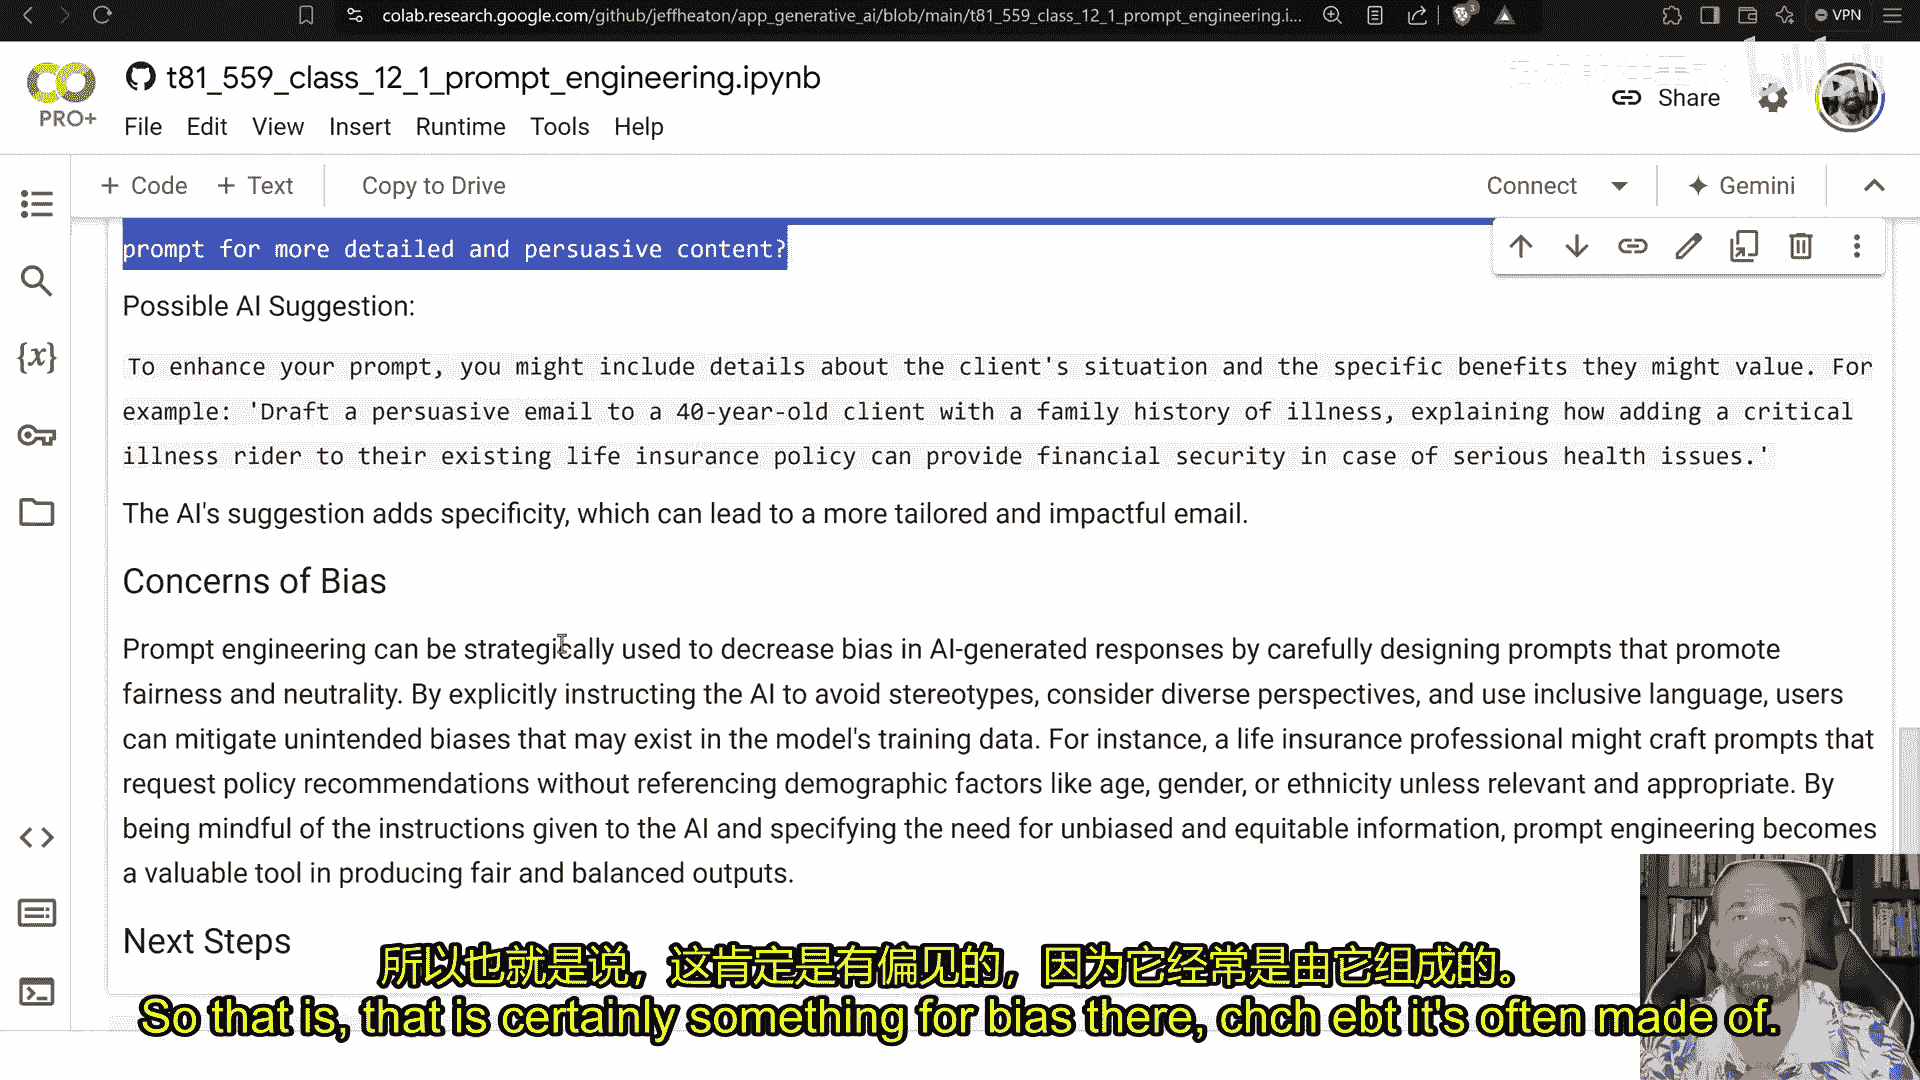 colab.research.google.com/github/jeffheaton/app_generative_ai/blob/main/t81_559_class_12_1_prompt_engineering.i...
3
VPN
PRO+
t81_559_class_12_1_prompt_engineering.ipynb
Share
File Edit View Insert Runtime Tools Help
+ Code + Text Copy to Drive
Connect Gemini
prompt for more detailed and persuasive content?
Possible AI Suggestion:
To enhance your prompt, you might include details about the client's situation and the specific benefits they might value. For
example: 'Draft a persuasive email to a 40-year-old client with a family history of illness, explaining how adding a critical
illness rider to their existing life insurance policy can provide financial security in case of serious health issues.'
The AI's suggestion adds specificity, which can lead to a more tailored and impactful email.
Concerns of Bias
Prompt engineering can be strategically used to decrease bias in AI-generated responses by carefully designing prompts that promote
fairness and neutrality. By explicitly instructing the AI to avoid stereotypes, consider diverse perspectives, and use inclusive language, users
can mitigate unintended biases that may exist in the model's training data. For instance, a life insurance professional might craft prompts that
request policy recommendations without referencing demographic factors like age, gender, or ethnicity unless relevant and appropriate. By
being mindful of the instructions given to the AI and specifying the need for unbiased and equitable information, prompt engineering becomes
a valuable tool in producing fair and balanced outputs.
Next Steps
所以也就是说，这肯定是有偏见的，因为它经常是由它组成的。
So that is, that is certainly something for bias there, chch ebt it's often made of.